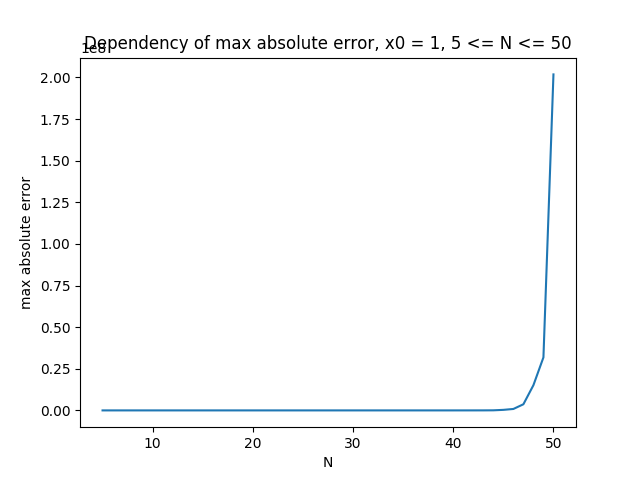 Dependency of max absolute error, x0 = 1, 5 <= N <= 50
1e8
2.00
1.75
1.50
1.25
1.00
0.75
0.50
0.25
0.00
max absolute error
10 20 30 40 50
N